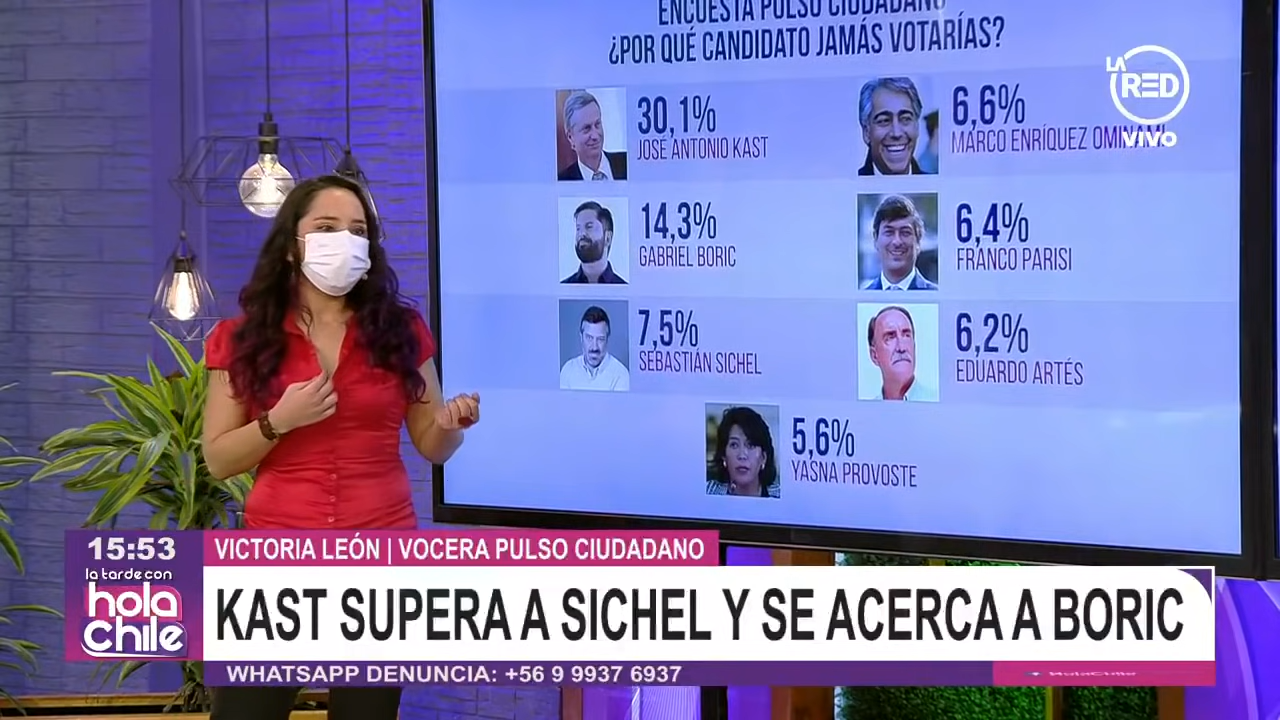 ENCUESTA PULSO CIUDADANO
¿POR QUÉ CANDIDATO JAMÁS VOTARÍAS?
30,1%
JOSÉ ANTONIO KAST
6,6%
MARCO ENRÍQUEZ OMINAMI
14,3%
GABRIEL BORIC
6,4%
FRANCO PARISI
7,5%
SEBASTIÁN SICHEL
6,2%
EDUARDO ARTÉS
5,6%
YASNA PROVOSTE
LA RED
VIVO
15:53
la tarde con
hola
Chile
VICTORIA LEÓN | VOCERA PULSO CIUDADANO
KAST SUPERA A SICHEL Y SE ACERCA A BORIC
WHATSAPP DENUNCIA: +56 9 9937 6937